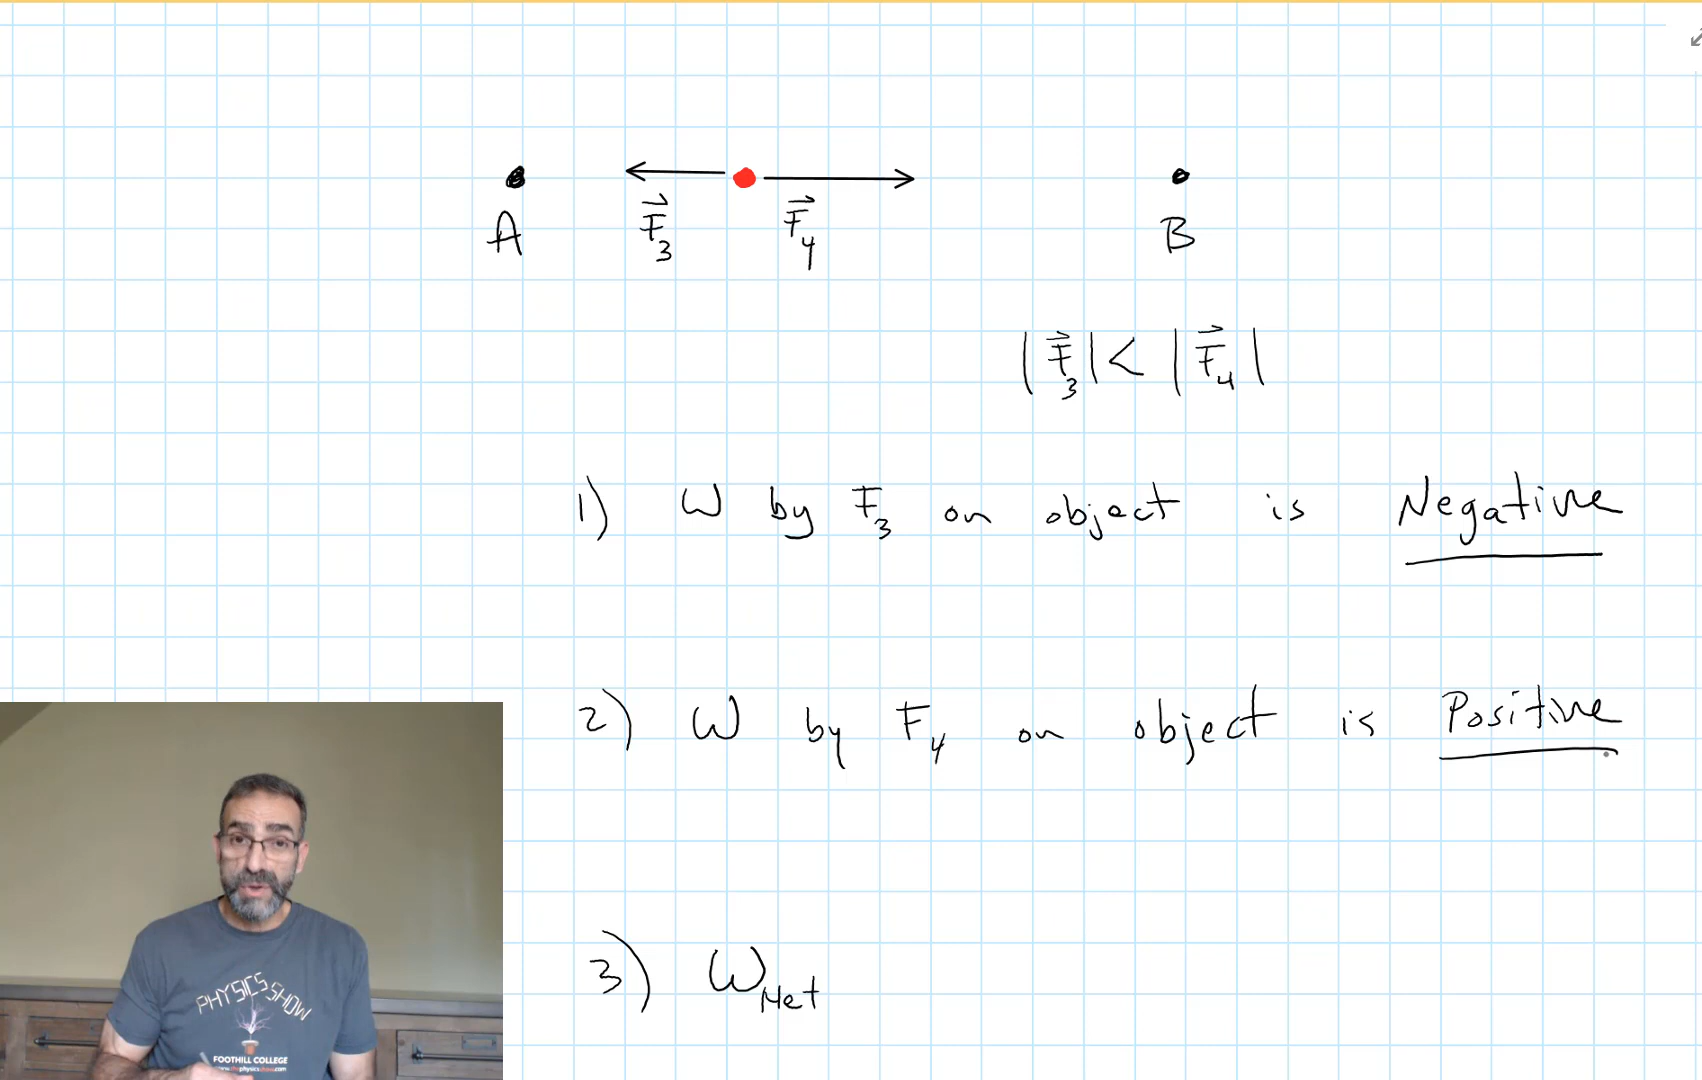 F₃ F₄
A B
|F₃| < |F₄|
1) W by F₃ on object is Negative
2) W by F₄ on object is Positive
3) W_Net
PHYSICS SHOW
FOOTHILL COLLEGE